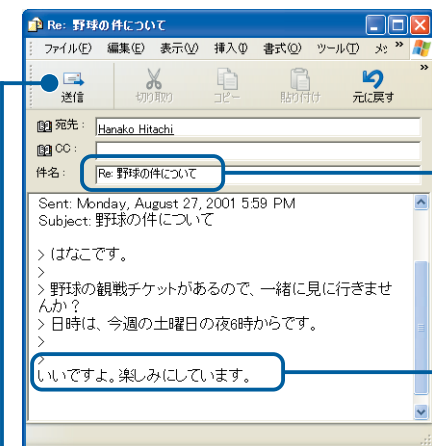 Re: 野球の件について
ファイル(F) 編集(E) 表示(V) 挿入(I) 書式(O) ツール(T) メッ »
»
送信 切り取り コピー 貼り付け 元に戻す
宛先: Hanako Hitachi
CC:
件名: Re: 野球の件について
Sent: Monday, August 27, 2001 5:59 PM
Subject: 野球の件について
> はなこです。
>
> 野球の観戦チケットがあるので、一緒に見に行きませ
んか?
> 日時は、今週の土曜日の夜6時からです。
>
>
いいですよ。楽しみにしています。